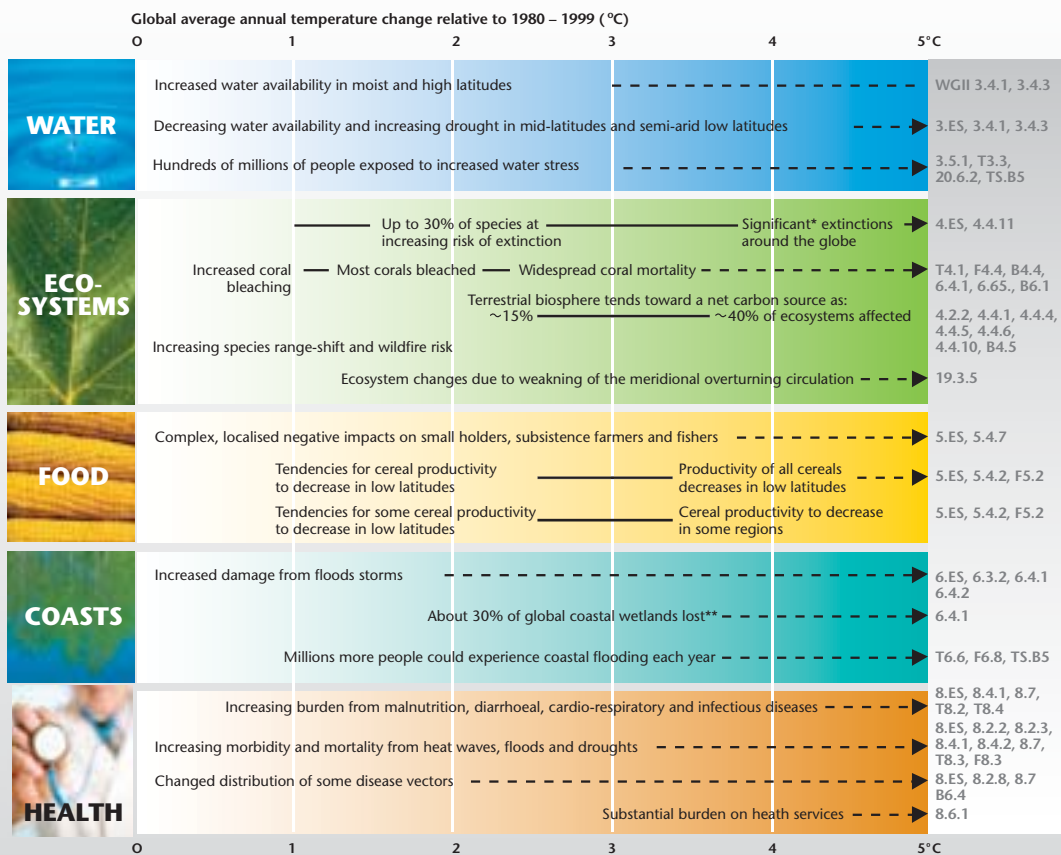 Global average annual temperature change relative to 1980 – 1999 (ºC)
O 1 2 3 4 5°C
WATER
Increased water availability in moist and high latitudes
WGII 3.4.1, 3.4.3
Decreasing water availability and increasing drought in mid-latitudes and semi-arid low latitudes
3.ES, 3.4.1, 3.4.3
Hundreds of millions of people exposed to increased water stress
3.5.1, T3.3,
20.6.2, TS.B5
ECO-
SYSTEMS
Up to 30% of species at
increasing risk of extinction
Significant* extinctions
around the globe
4.ES, 4.4.11
Increased coral
bleaching
Most corals bleached
Widespread coral mortality
T4.1, F4.4, B4.4,
6.4.1, 6.65., B6.1
Terrestrial biosphere tends toward a net carbon source as:
~15%
~40% of ecosystems affected
4.2.2, 4.4.1, 4.4.4,
4.4.5, 4.4.6,
4.4.10, B4.5
Increasing species range-shift and wildfire risk
Ecosystem changes due to weakning of the meridional overturning circulation
19.3.5
FOOD
Complex, localised negative impacts on small holders, subsistence farmers and fishers
5.ES, 5.4.7
Tendencies for cereal productivity
to decrease in low latitudes
Productivity of all cereals
decreases in low latitudes
5.ES, 5.4.2, F5.2
Tendencies for some cereal productivity
to decrease in low latitudes
Cereal productivity to decrease
in some regions
5.ES, 5.4.2, F5.2
COASTS
Increased damage from floods storms
6.ES, 6.3.2, 6.4.1
6.4.2
About 30% of global coastal wetlands lost**
6.4.1
Millions more people could experience coastal flooding each year
T6.6, F6.8, TS.B5
HEALTH
Increasing burden from malnutrition, diarrhoeal, cardio-respiratory and infectious diseases
8.ES, 8.4.1, 8.7,
T8.2, T8.4
Increasing morbidity and mortality from heat waves, floods and droughts
8.ES, 8.2.2, 8.2.3,
8.4.1, 8.4.2, 8.7,
T8.3, F8.3
Changed distribution of some disease vectors
8.ES, 8.2.8, 8.7
B6.4
Substantial burden on heath services
8.6.1
O 1 2 3 4 5°C